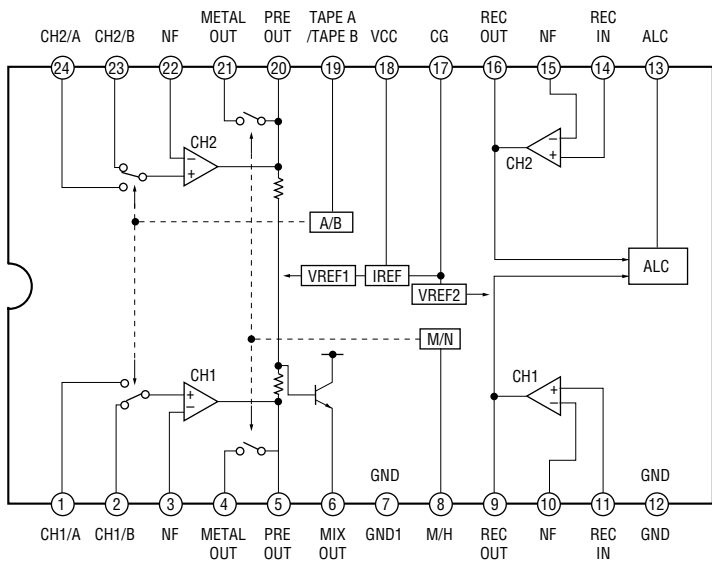 METAL PRE TAPE A REC REC
CH2/A CH2/B NF OUT OUT /TAPE B VCC CG OUT NF IN ALC
24 23 22 21 20 19 18 17 16 15 14 13
CH2
−
+
−
+
CH2
A/B
VREF1 IREF
VREF2
ALC
M/N
CH1
+
−
CH1
+
−
GND GND
1 2 3 4 5 6 7 8 9 10 11 12
CH1/A CH1/B NF METAL PRE MIX GND1 M/H REC NF REC GND
OUT OUT OUT OUT IN